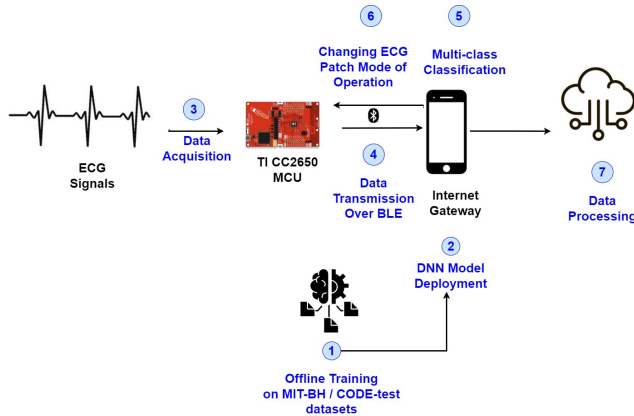 6
5
Changing ECG
Patch Mode of
Operation
Multi-class
Classification
3
Data
Acquisition
ECG
Signals
TI CC2650
MCU
4
Data
Transmission
Over BLE
Internet
Gateway
7
Data
Processing
2
DNN Model
Deployment
1
Offline Training
on MIT-BH / CODE-test
datasets